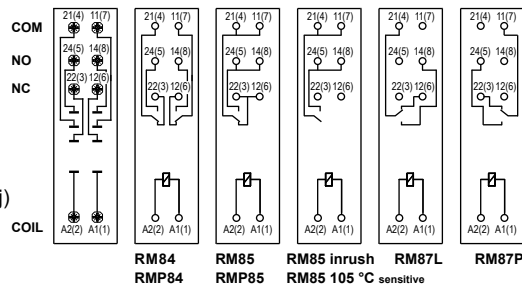 COM 21(4) 11(7) 21(4) 11(7) 21(4) 11(7) 21(4) 11(7) 21(4) 11(7) 21(4) 11(7)
NO 24(5) 14(8) 24(5) 14(8) 24(5) 14(8) 24(5) 14(8) 24(5) 14(8) 24(5) 14(8)
NC 22(3) 12(6) 22(3) 12(6) 22(3) 12(6) 22(3) 12(6) 22(3) 12(6) 22(3) 12(6)
j)
COIL A2(2) A1(1) A2(2) A1(1) A2(2) A1(1) A2(2) A1(1) A2(2) A1(1) A2(2) A1(1)
RM84 RM85 RM85 inrush RM87L RM87P
RMP84 RMP85 RM85 105 °C sensitive